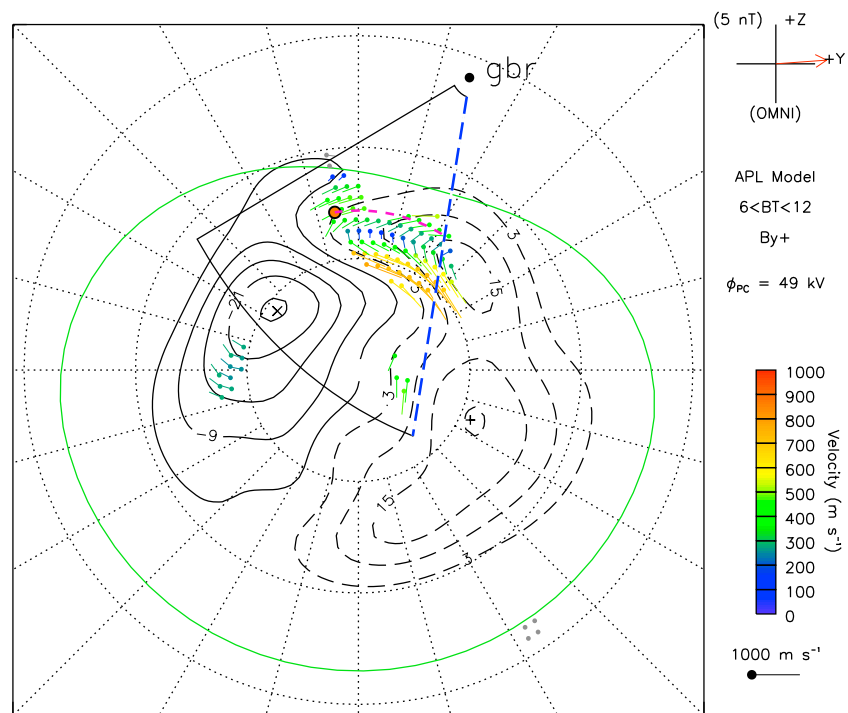 (5 nT)
+Z
+Y
(OMNI)
gbr
APL Model
6<BT<12
By+
ϕPC = 49 kV
3
15
-21
3
-9
15
3
1000
900
800
700
600
500
400
300
200
100
0
Velocity (m s⁻¹)
1000 m s⁻¹